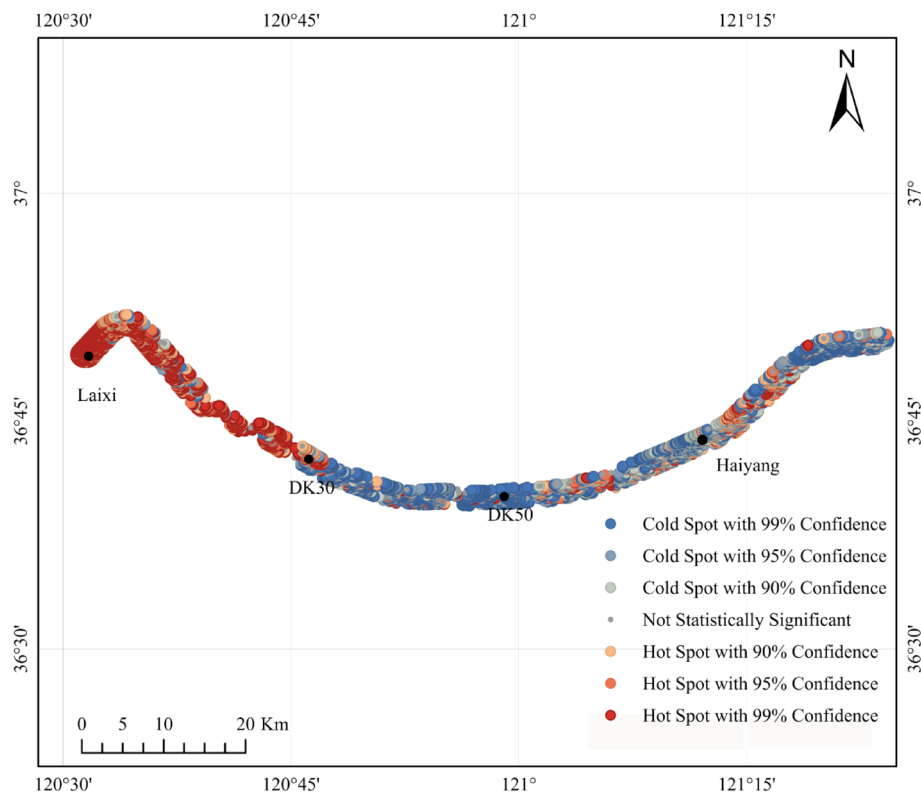 120°30' 120°45' 121° 121°15'
N
37° 37°
Laixi
36°45' 36°45'
Haiyang
DK30
DK50
Cold Spot with 99% Confidence
Cold Spot with 95% Confidence
Cold Spot with 90% Confidence
Not Statistically Significant
Hot Spot with 90% Confidence
Hot Spot with 95% Confidence
Hot Spot with 99% Confidence
36°30' 36°30'
0 5 10 20 Km
120°30' 120°45' 121° 121°15'